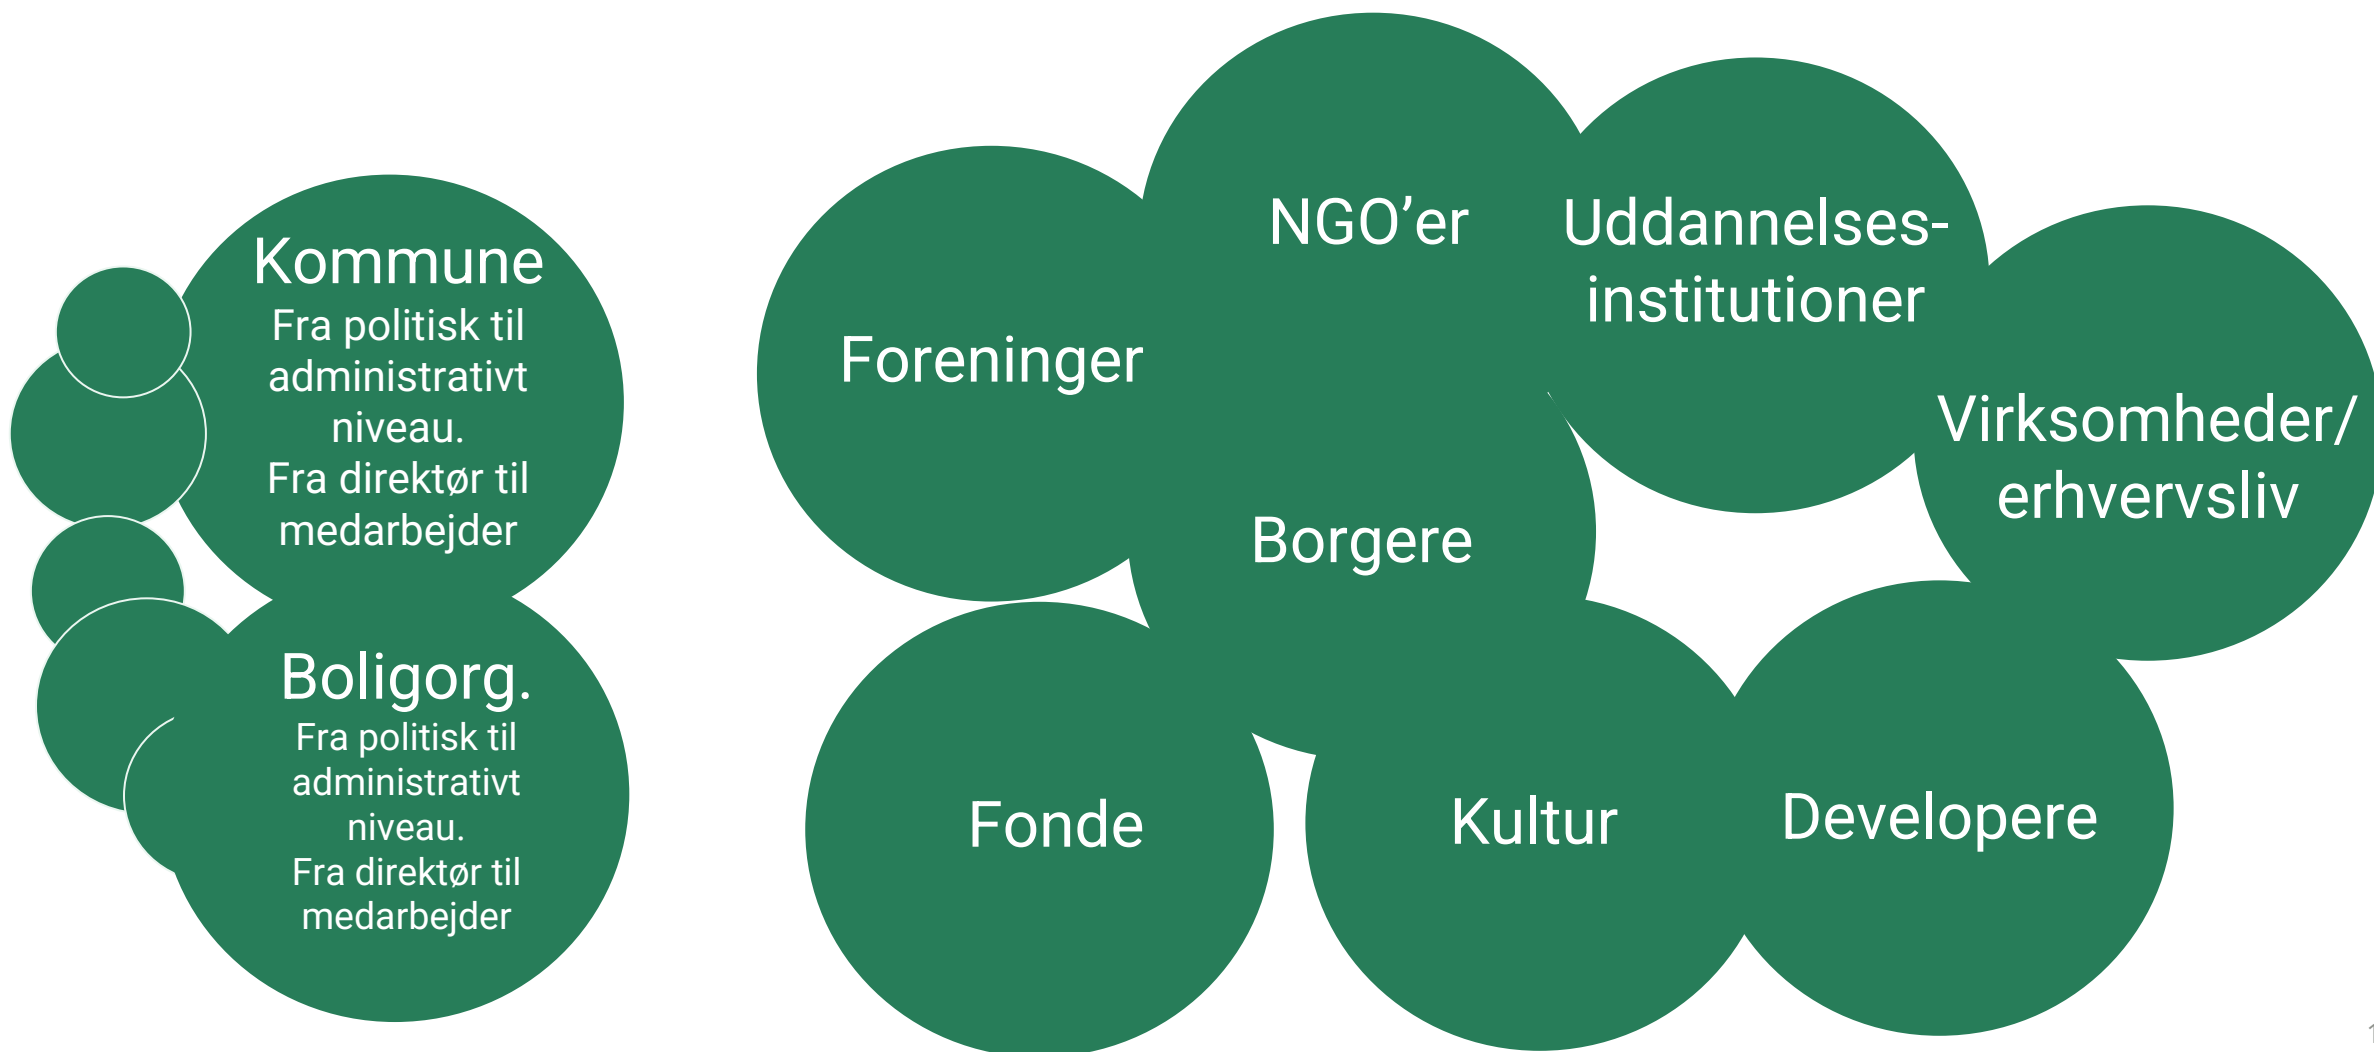 Kommune
Fra politisk til
administrativt
niveau.
Fra direktør til
medarbejder
Boligorg.
Fra politisk til
administrativt
niveau.
Fra direktør til
medarbejder
Foreninger
NGO’er
Uddannelses-
institutioner
Virksomheder/
erhvervsliv
Borgere
Fonde
Kultur
Developere